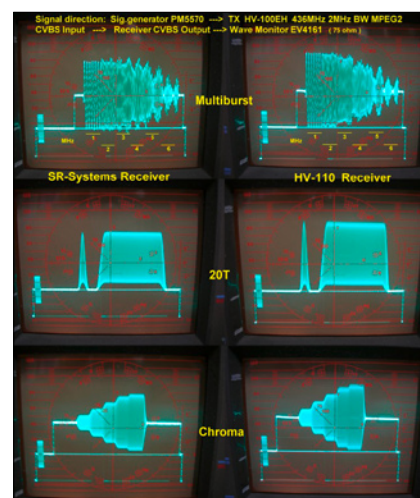 Signal direction: Sig.generator PM5570 ---> TX HV-100EH 436MHz 2MHz BW MPEG2
CVBS Input ---> Receiver CVBS Output ---> Wave Monitor EV4161 ( 75 ohm )
Multiburst
MHz 1 2 3 4 5 6
MHz 1 2 3 4 5 6
SR-Systems Receiver
HV-110 Receiver
20T
Chroma